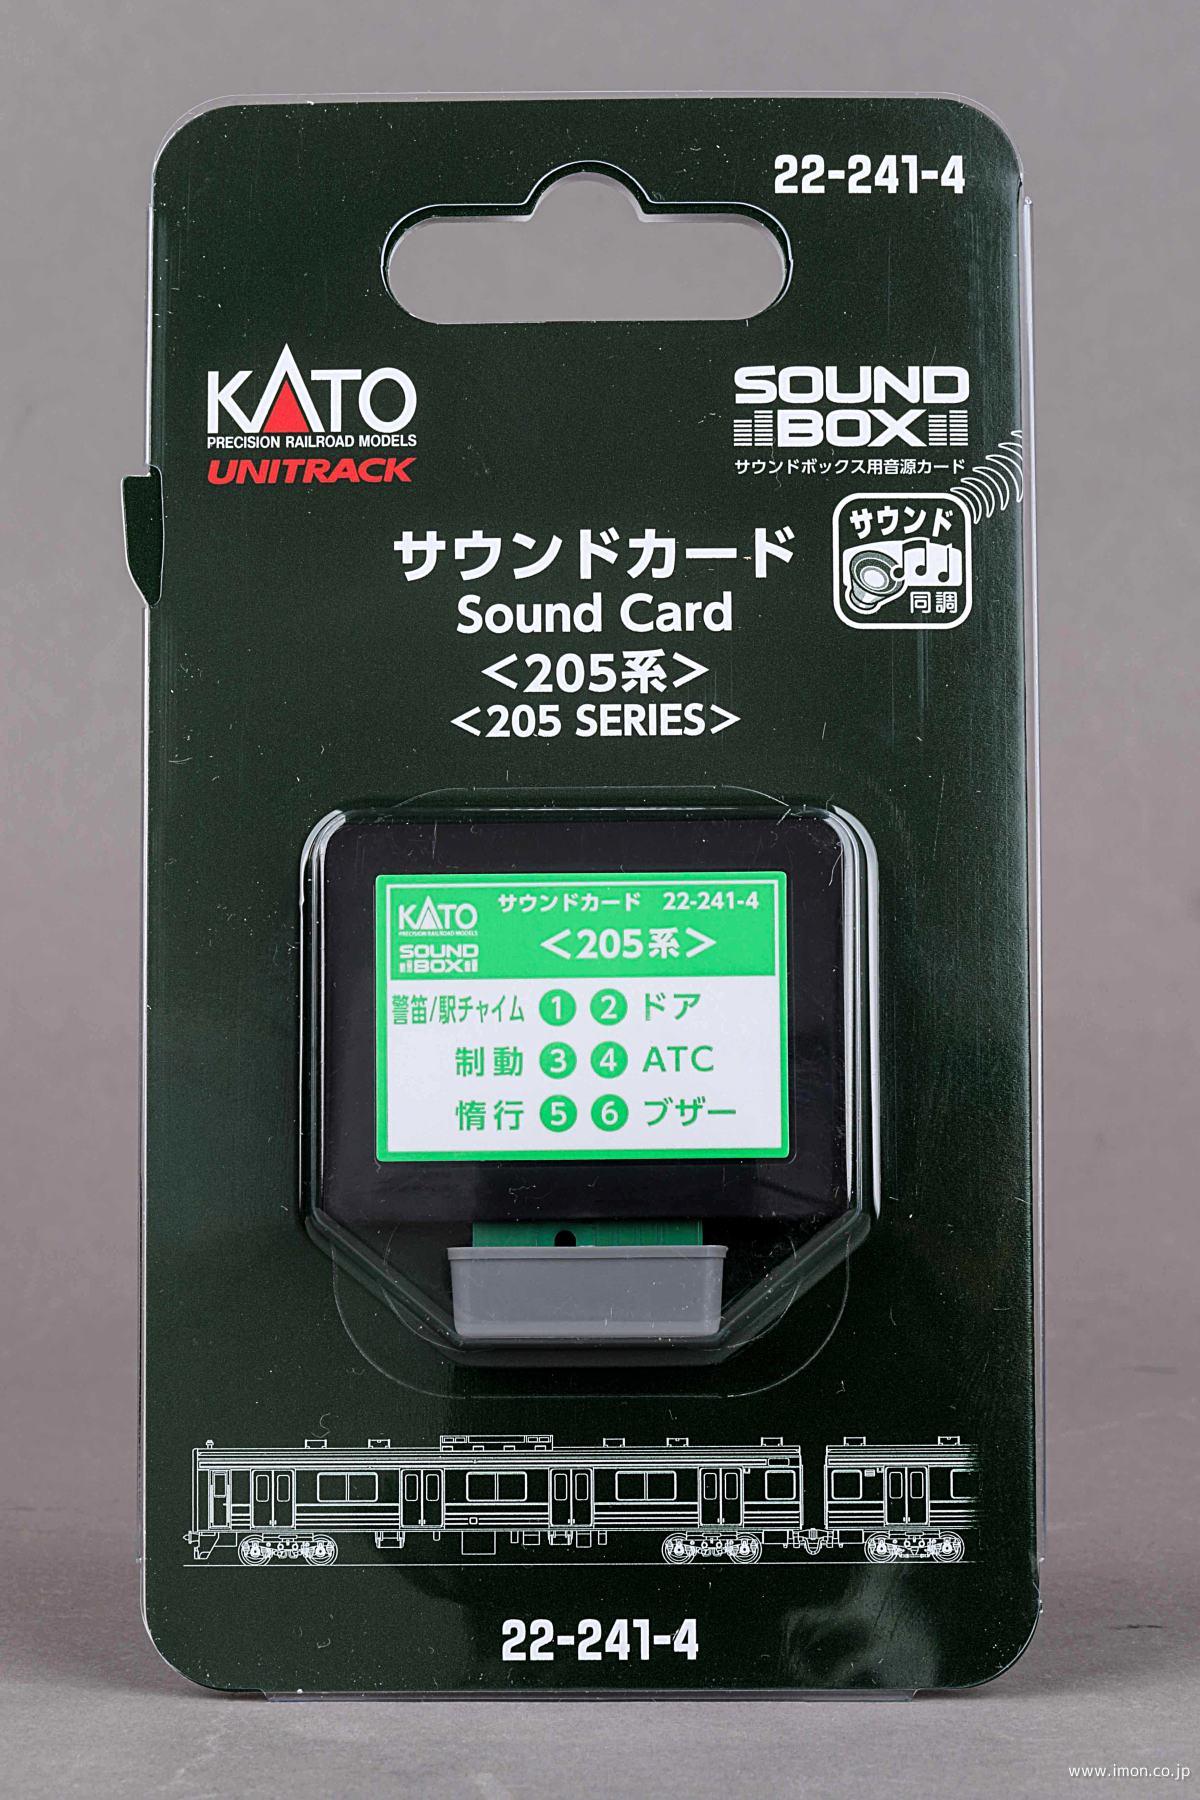 22-241-4
KATO
PRECISION RAILROAD MODELS
UNITRACK
SOUND
BOX
サウンドボックス用音源カード
サウンド
同調
サウンドカード
Sound Card
<205系>
<205 SERIES>
KATO
PRECISION RAILROAD MODELS
SOUND
BOX
サウンドカード 22-241-4
<205系>
警笛/駅チャイム 1 2 ドア
制動 3 4 ATC
惰行 5 6 ブザー
22-241-4
www.imon.co.jp